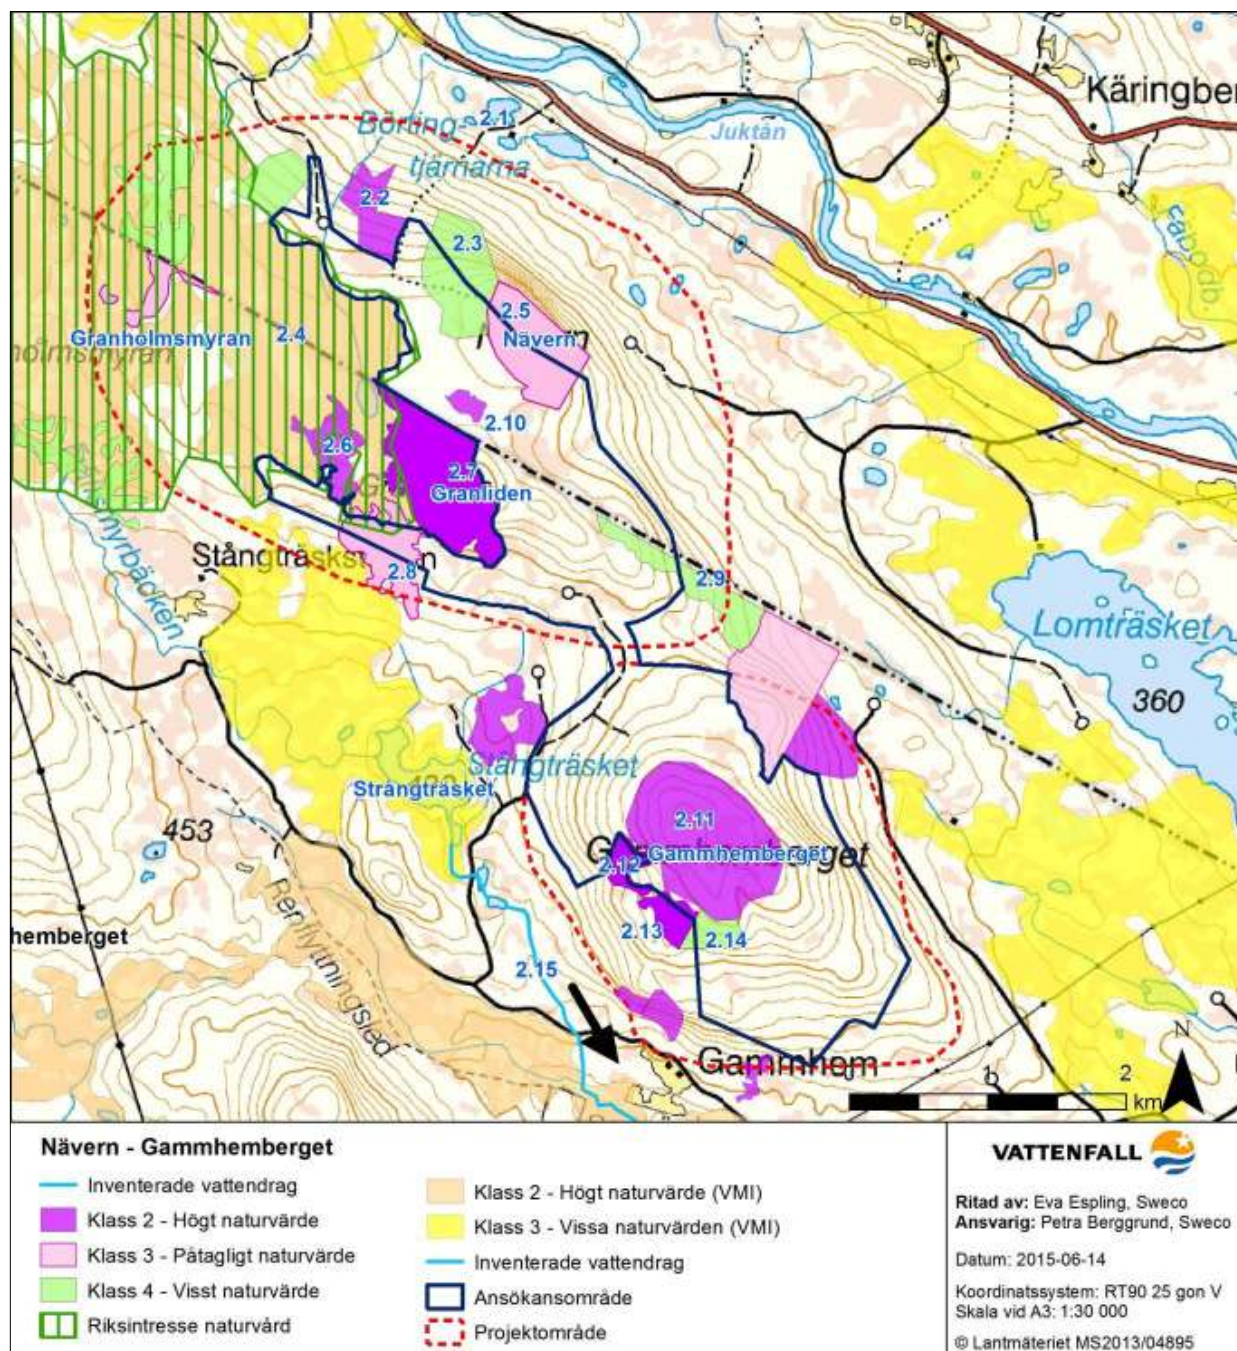 Käringber
2.1
Börting-
tjärnarna
Juktån
2.2
2.3
Fäbodb.
2.5
Nävern
2.4
Granholmsmyran
holmsmyran
2.10
2.6
2.7
Granliden
Stångträskst
n
2.8
2.9
myrbäcken
Lomträsket
360
Stångträsket
Strångträsket
453
2.11
Gammhemberget
2.12
2.13
2.14
hemberget
Renflyttningsled
2.15
Gammhem
N
1
2
km
Nävern - Gammhemberget
Inventerade vattendrag
Klass 2 - Högt naturvärde
Klass 3 - Påtagligt naturvärde
Klass 4 - Visst naturvärde
Riksintresse naturvård
Klass 2 - Högt naturvärde (VMI)
Klass 3 - Vissa naturvärden (VMI)
Inventerade vattendrag
Ansökansområde
Projektområde
VATTENFALL
Ritad av: Eva Espling, Sweco
Ansvarig: Petra Berggrund, Sweco
Datum: 2015-06-14
Koordinatssystem: RT90 25 gon V
Skala vid A3: 1:30 000
© Lantmäteriet MS2013/04895